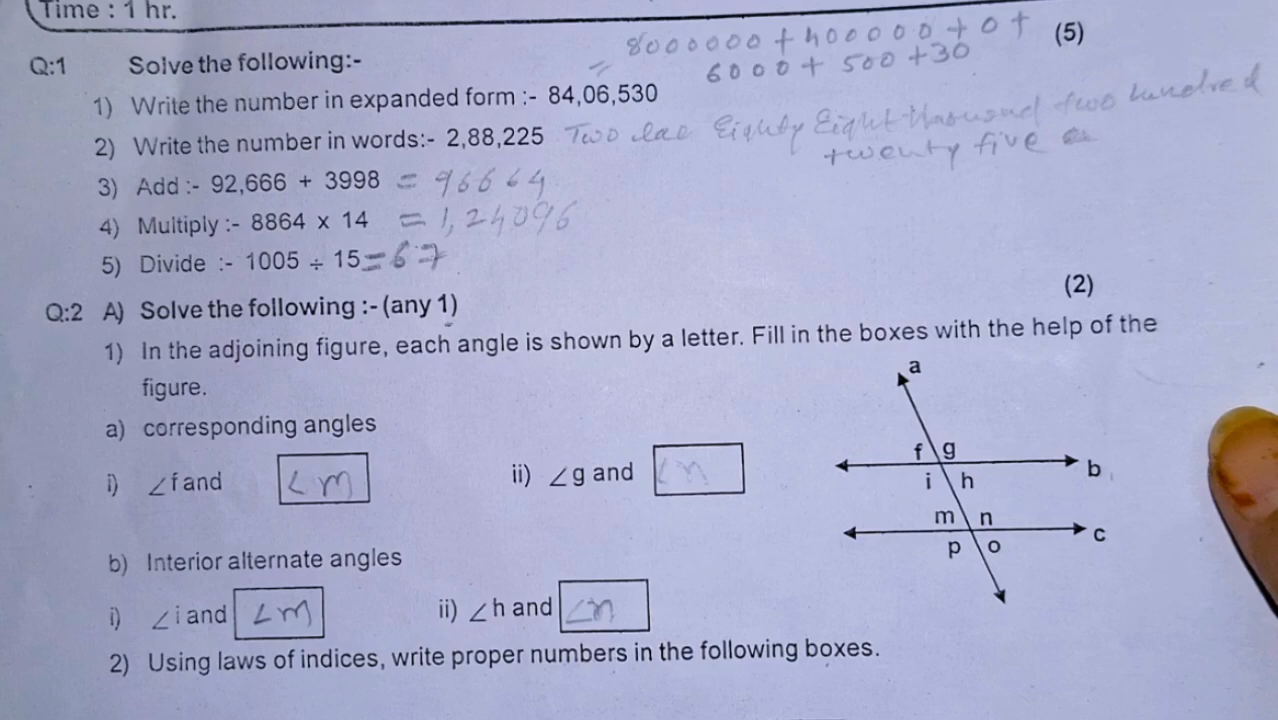 Time : 1 hr.
= 8000000 + 400000 + 0 +
Q:1 Solve the following:- (5)
6000 + 500 + 30
1) Write the number in expanded form :- 84,06,530
2) Write the number in words:- 2,88,225 Two lac Eighty Eight thousand two hundred
twenty five
3) Add :- 92,666 + 3998 = 96664
4) Multiply :- 8864 x 14 = 1,24096
5) Divide :- 1005 ÷ 15 = 67
Q:2 A) Solve the following :- (any 1) (2)
1) In the adjoining figure, each angle is shown by a letter. Fill in the boxes with the help of the
figure.
a
a) corresponding angles
f g
b
i) ∠f and ∠m ii) ∠g and ∠n
i h
m n
c
p o
b) Interior alternate angles
i) ∠i and ∠m ii) ∠h and ∠n
2) Using laws of indices, write proper numbers in the following boxes.